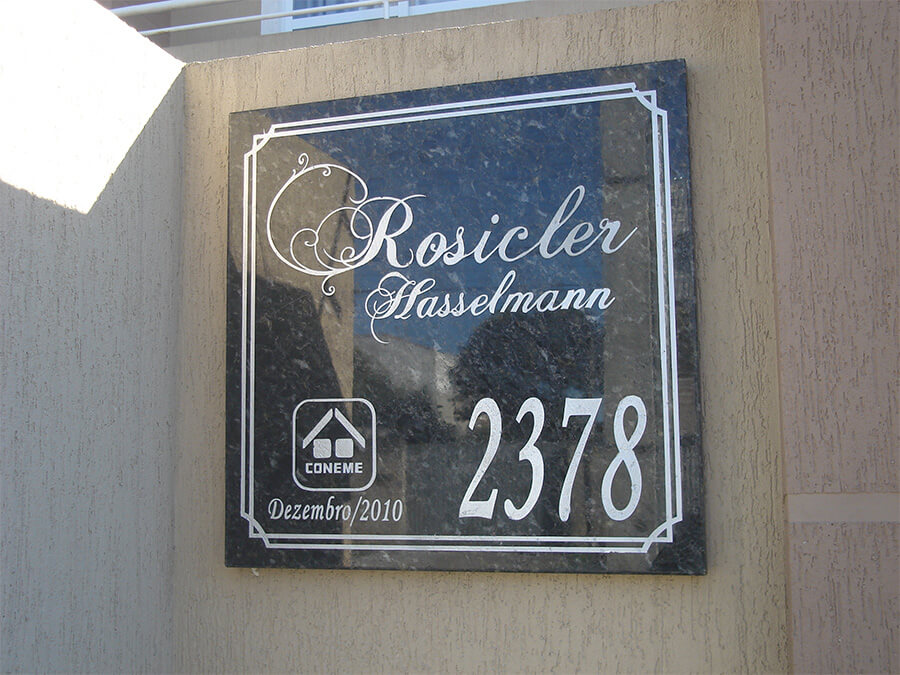 Rosicler
Hasselmann
2378
CONEME
Dezembro/2010